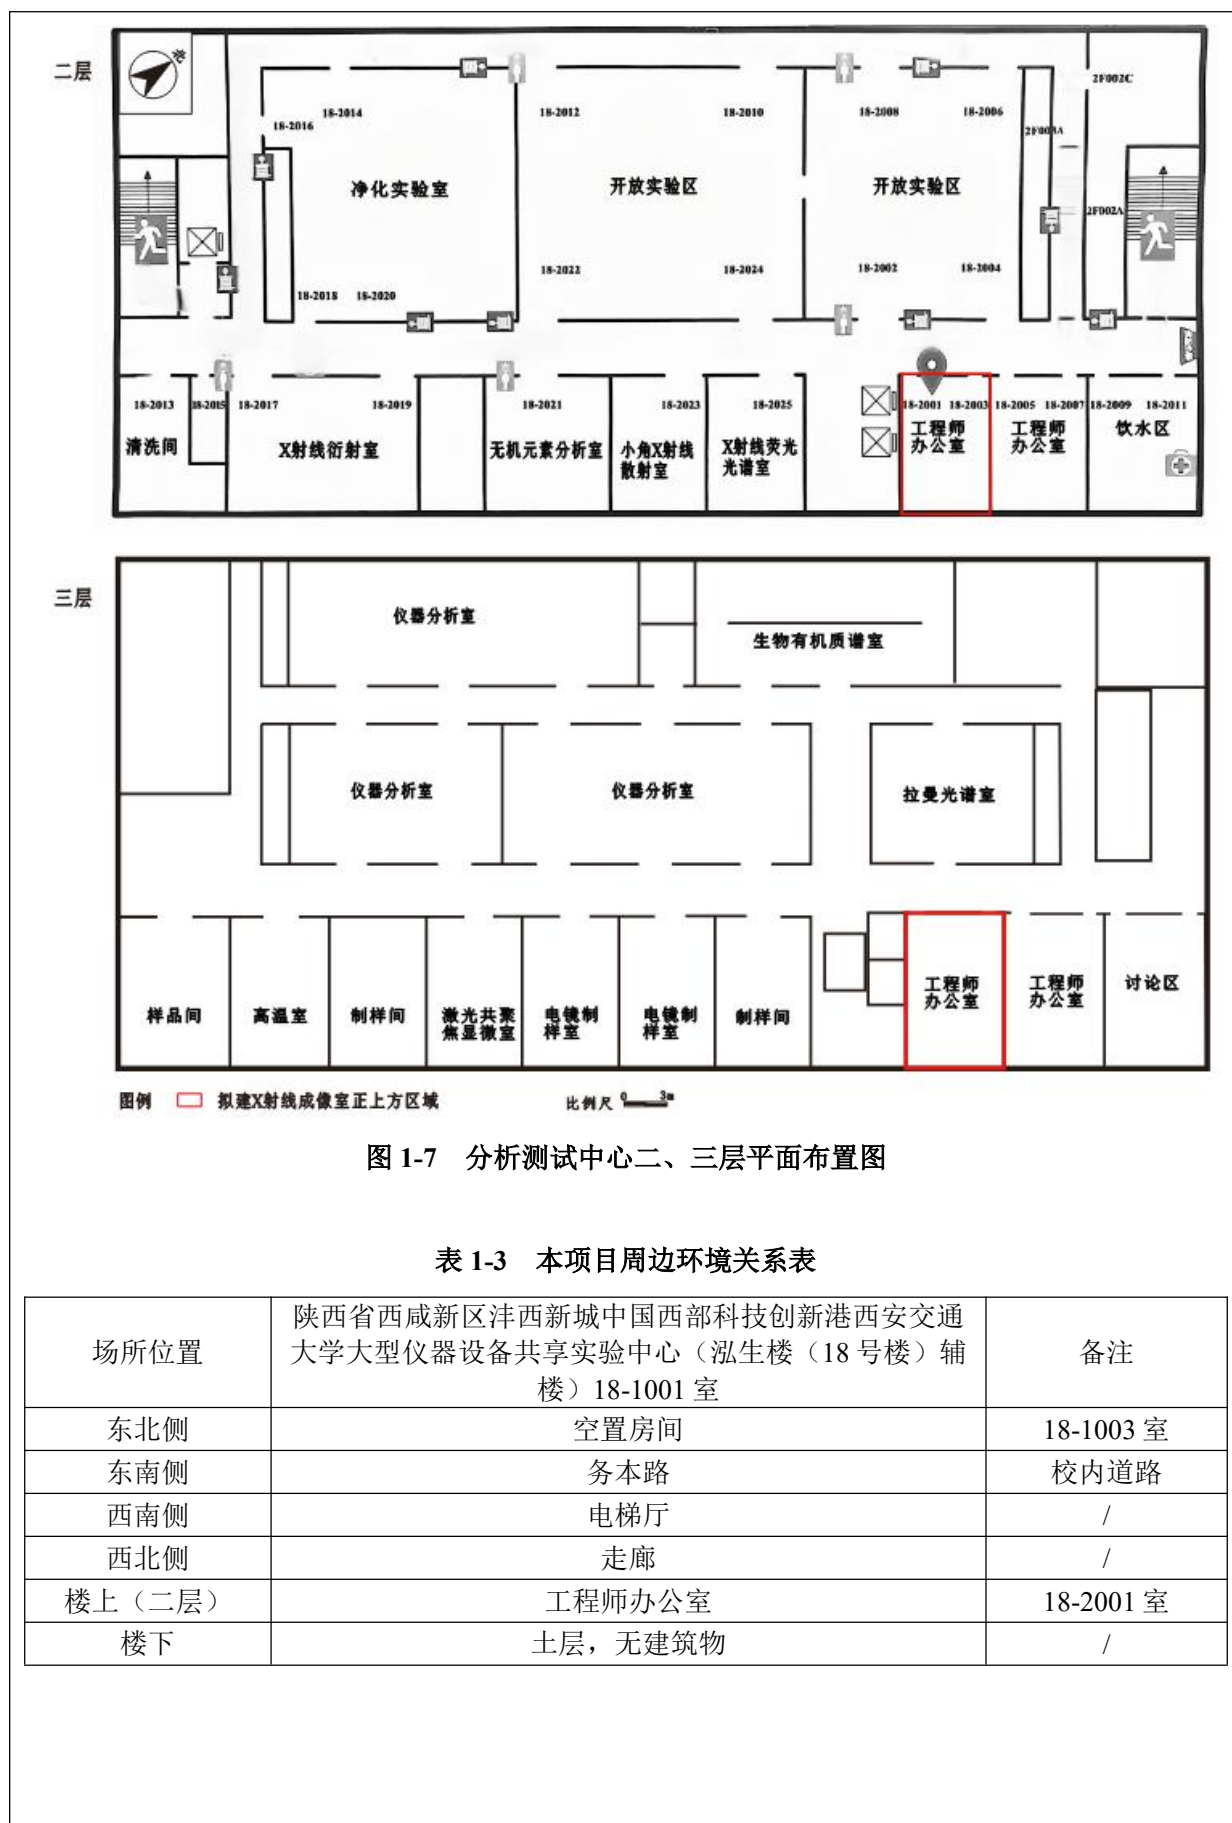 二层
北
2F002C
18-2016
18-2014
18-2012
18-2010
18-2008
18-2006
2F003A
净化实验室
开放实验区
开放实验区
2F002A
18-2018
18-2020
18-2022
18-2024
18-2002
18-2004
18-2013
18-2015
18-2017
18-2019
18-2021
18-2023
18-2025
18-2001
18-2003
18-2005
18-2007
18-2009
18-2011
清洗间
X射线衍射室
无机元素分析室
小角X射线
散射室
X射线荧光
光谱室
工程师
办公室
工程师
办公室
饮水区
三层
仪器分析室
生物有机质谱室
仪器分析室
仪器分析室
拉曼光谱室
样品间
高温室
制样间
激光共聚
焦显微室
电镜制
样室
电镜制
样室
制样间
工程师
办公室
工程师
办公室
讨论区
图例 拟建X射线成像室正上方区域 比例尺 0 3m
图 1-7 分析测试中心二、三层平面布置图
表 1-3 本项目周边环境关系表
场所位置
陕西省西咸新区沣西新城中国西部科技创新港西安交通
大学大型仪器设备共享实验中心（泓生楼（18 号楼）辅
楼）18-1001 室
备注
东北侧 空置房间 18-1003 室
东南侧 务本路 校内道路
西南侧 电梯厅 /
西北侧 走廊 /
楼上（二层） 工程师办公室 18-2001 室
楼下 土层，无建筑物 /